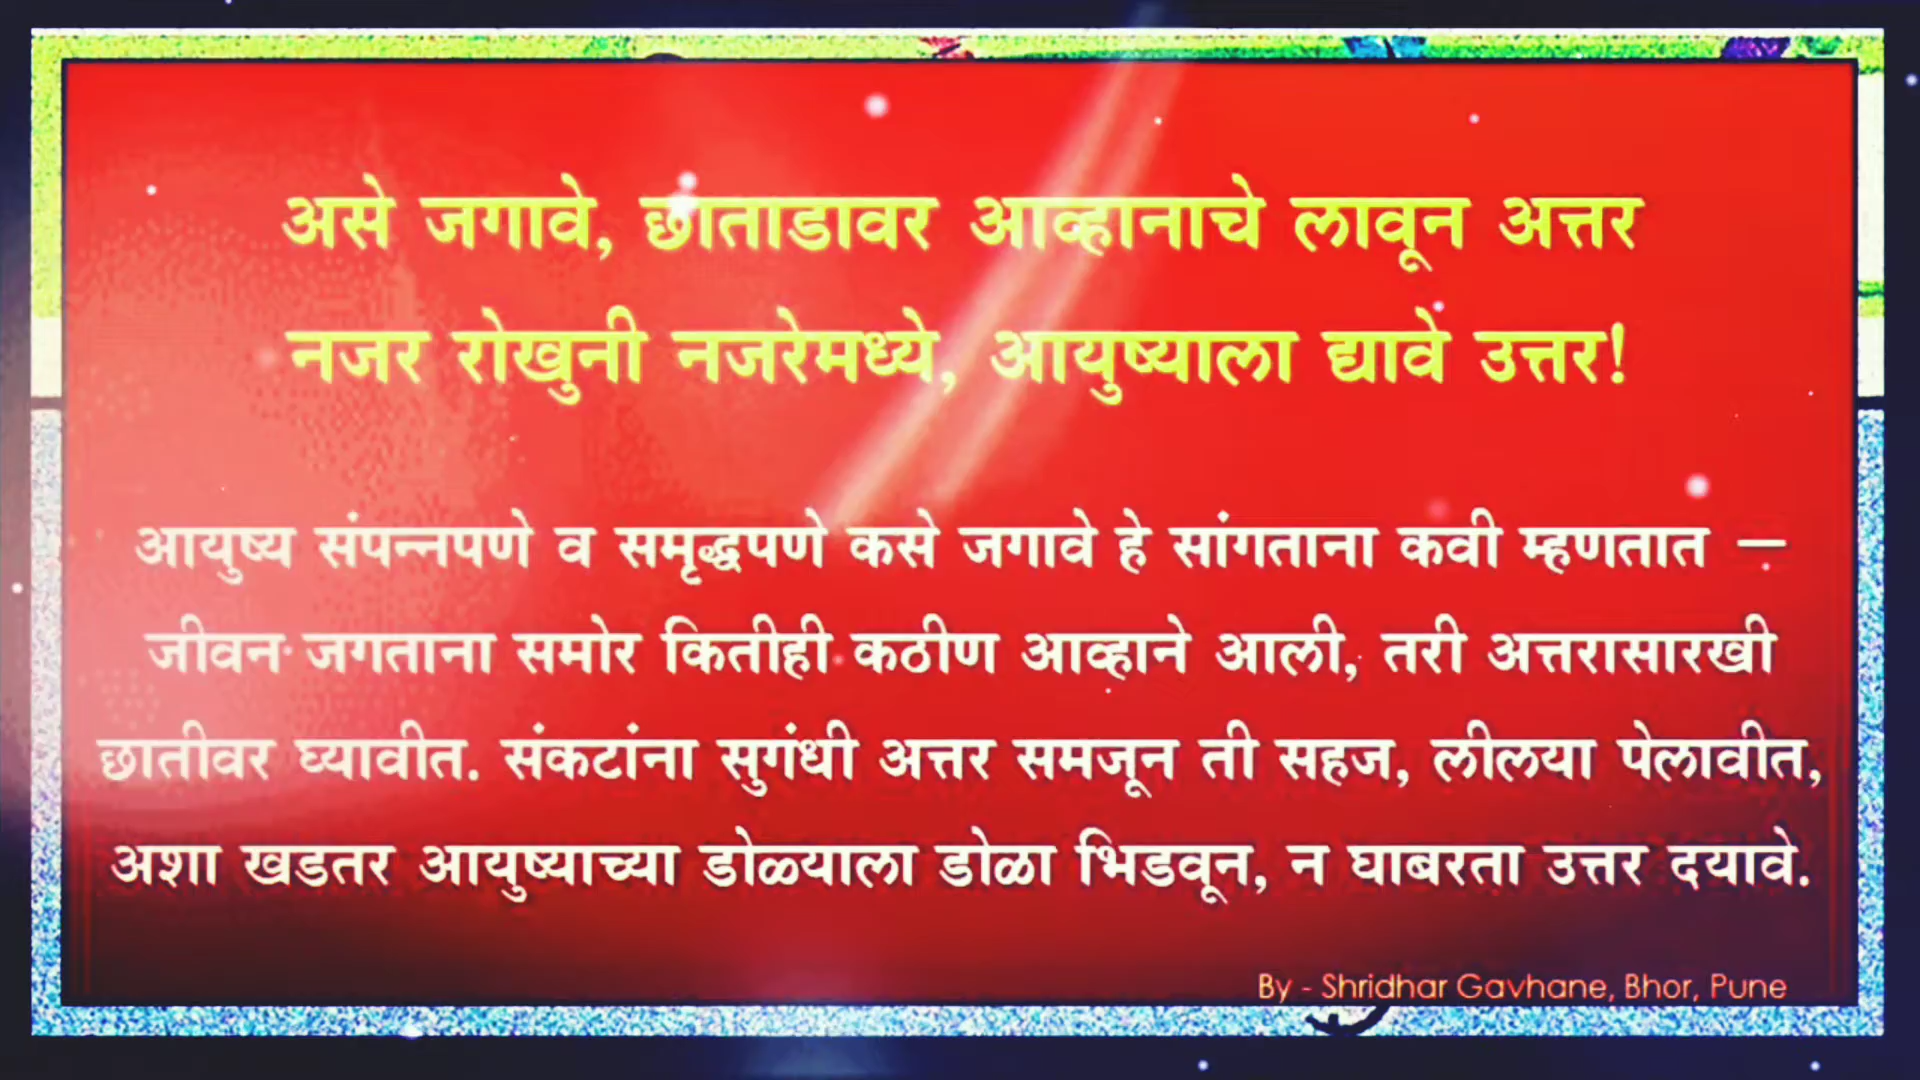 असे जगावे, छाताडावर आव्हानाचे लावून अत्तर
नजर रोखुनी नजरेमध्ये, आयुष्याला द्यावे उत्तर!
आयुष्य संपन्नपणे व समृद्धपणे कसे जगावे हे सांगताना कवी म्हणतात –
जीवन जगताना समोर कितीही कठीण आव्हाने आली, तरी अत्तरासारखी
छातीवर घ्यावीत. संकटांना सुगंधी अत्तर समजून ती सहज, लीलया पेलावीत,
अशा खडतर आयुष्याच्या डोळ्याला डोळा भिडवून, न घाबरता उत्तर दयावे.
By - Shridhar Gavhane, Bhor, Pune